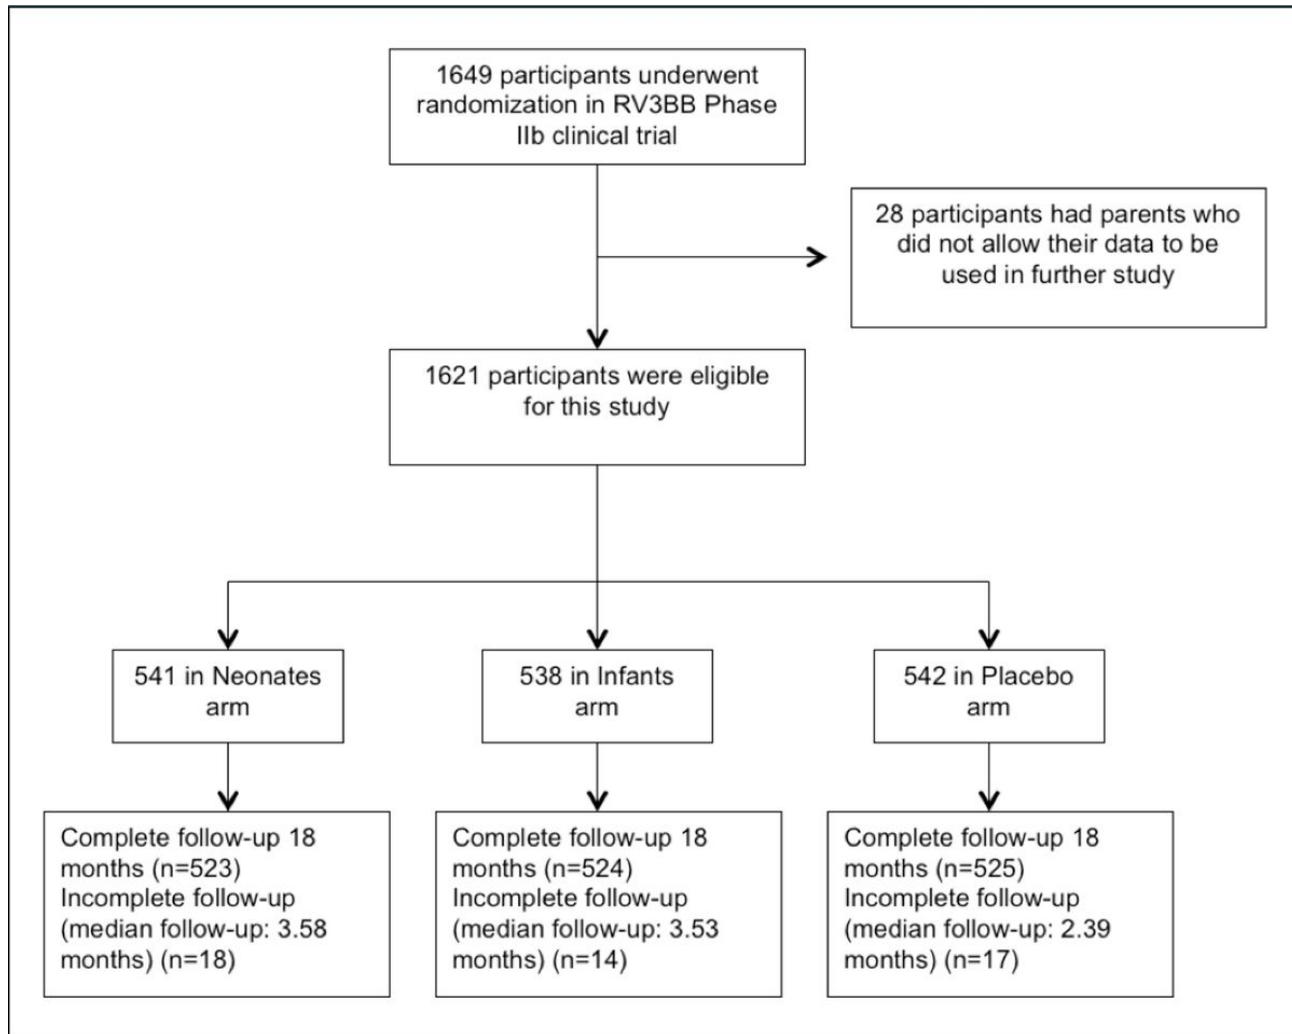 1649 participants underwent
randomization in RV3BB Phase
IIb clinical trial
28 participants had parents who
did not allow their data to be
used in further study
1621 participants were eligible
for this study
541 in Neonates
arm
538 in Infants
arm
542 in Placebo
arm
Complete follow-up 18
months (n=523)
Incomplete follow-up
(median follow-up: 3.58
months) (n=18)
Complete follow-up 18
months (n=524)
Incomplete follow-up
(median follow-up: 3.53
months) (n=14)
Complete follow-up 18
months (n=525)
Incomplete follow-up
(median follow-up: 2.39
months) (n=17)